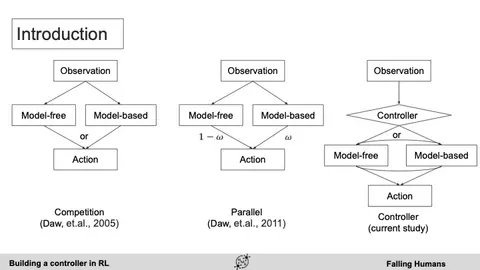 Introduction
Observation
Model-free
Model-based
or
Action
Competition
(Daw, et.al., 2005)
Observation
Model-free
Model-based
1 − ω
ω
Action
Parallel
(Daw, et.al., 2011)
Observation
Controller
or
Model-free
Model-based
Action
Controller
(current study)
Building a controller in RL
Falling Humans